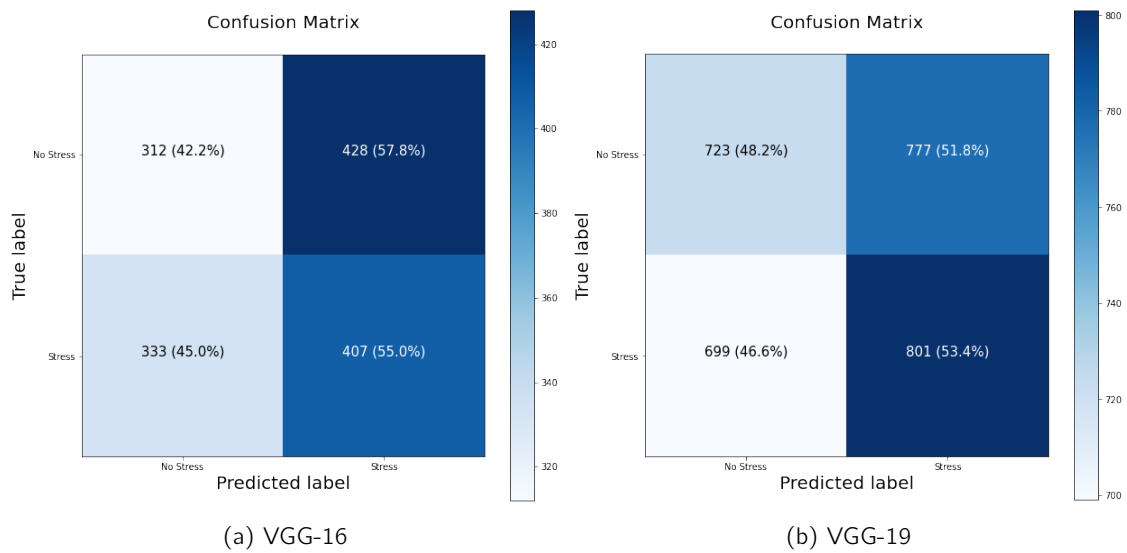 Confusion Matrix
No Stress
Stress
True label
312 (42.2%)
428 (57.8%)
333 (45.0%)
407 (55.0%)
No Stress
Stress
Predicted label
420
400
380
360
340
320
(a) VGG-16
Confusion Matrix
No Stress
Stress
True label
723 (48.2%)
777 (51.8%)
699 (46.6%)
801 (53.4%)
No Stress
Stress
Predicted label
800
780
760
740
720
700
(b) VGG-19